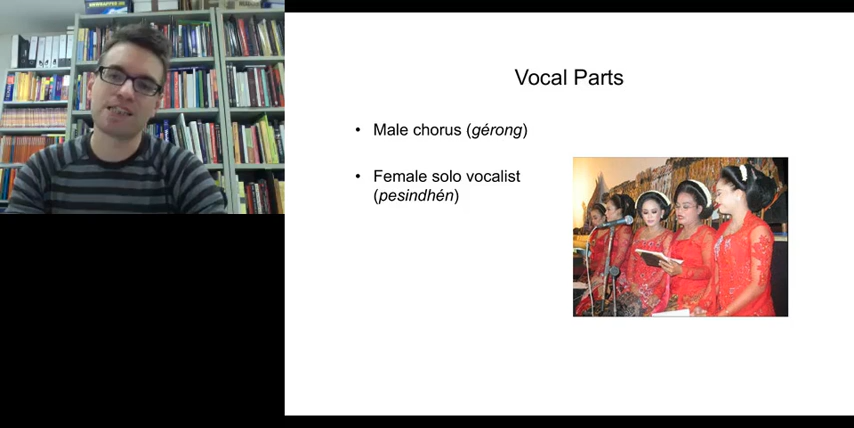 Vocal Parts
• Male chorus (gérong)
• Female solo vocalist
(pesindhén)